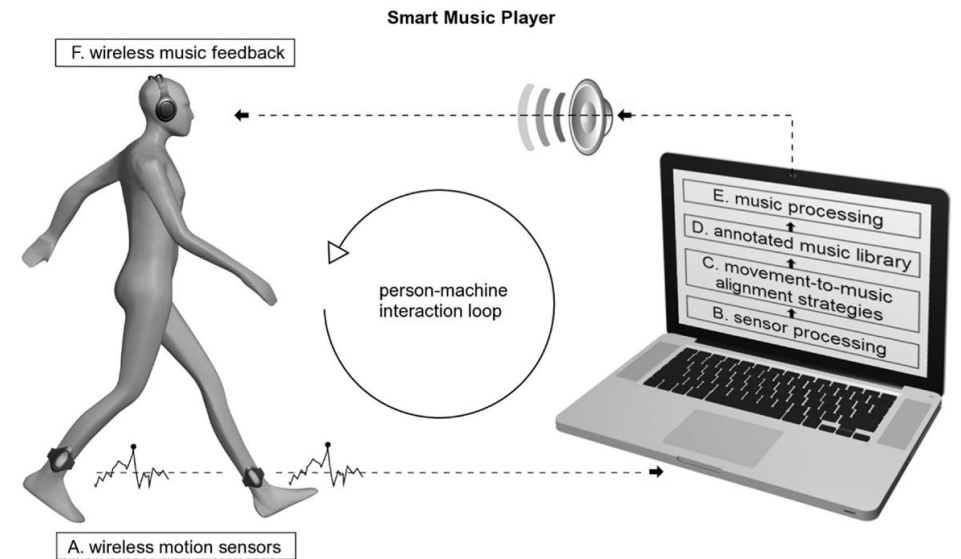 Smart Music Player
F. wireless music feedback
E. music processing
D. annotated music library
C. movement-to-music
alignment strategies
B. sensor processing
person-machine
interaction loop
A. wireless motion sensors